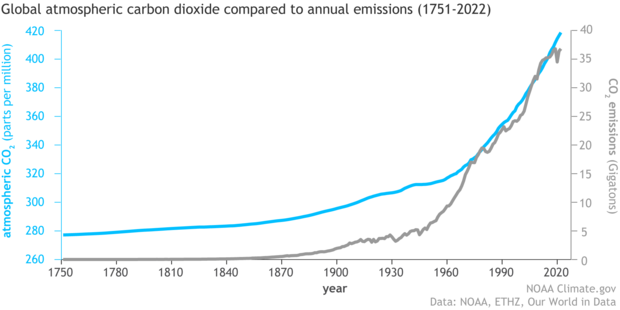 Global atmospheric carbon dioxide compared to annual emissions (1751-2022)
atmospheric CO2 (parts per million)
420
400
380
360
340
320
300
280
260
40
35
30
25
20
15
10
5
0
CO2 emissions (Gigatons)
1750 1780 1810 1840 1870 1900 1930 1960 1990 2020
year
NOAA Climate.gov
Data: NOAA, ETHZ, Our World in Data